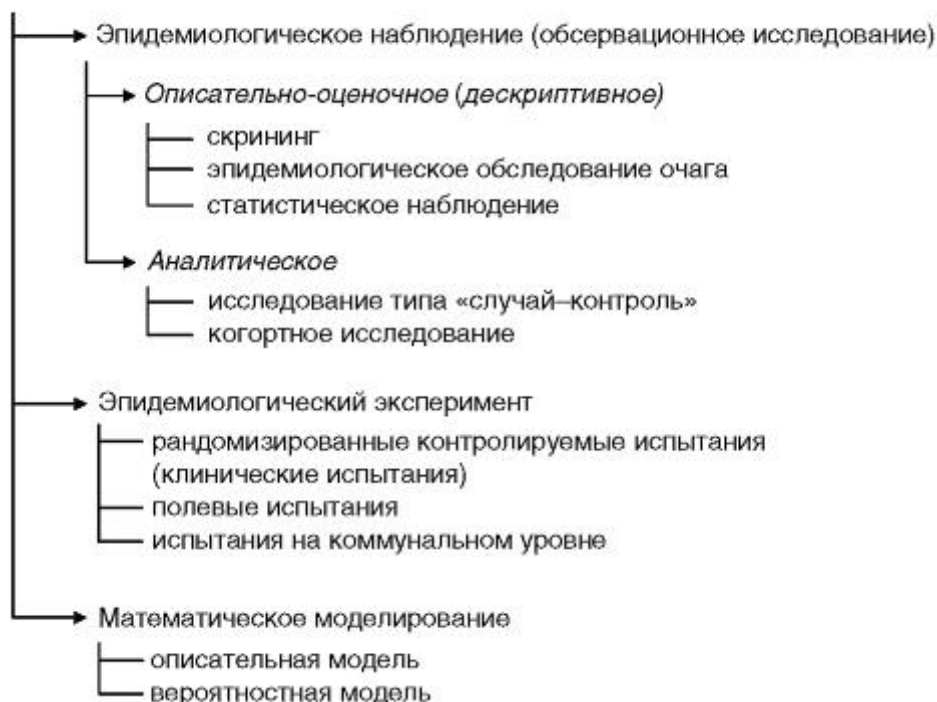 Эпидемиологическое наблюдение (обсервационное исследование)
Описательно-оценочное (дескриптивное)
скрининг
эпидемиологическое обследование очага
статистическое наблюдение
Аналитическое
исследование типа «случай–контроль»
когортное исследование
Эпидемиологический эксперимент
рандомизированные контролируемые испытания
(клинические испытания)
полевые испытания
испытания на коммунальном уровне
Математическое моделирование
описательная модель
вероятностная модель